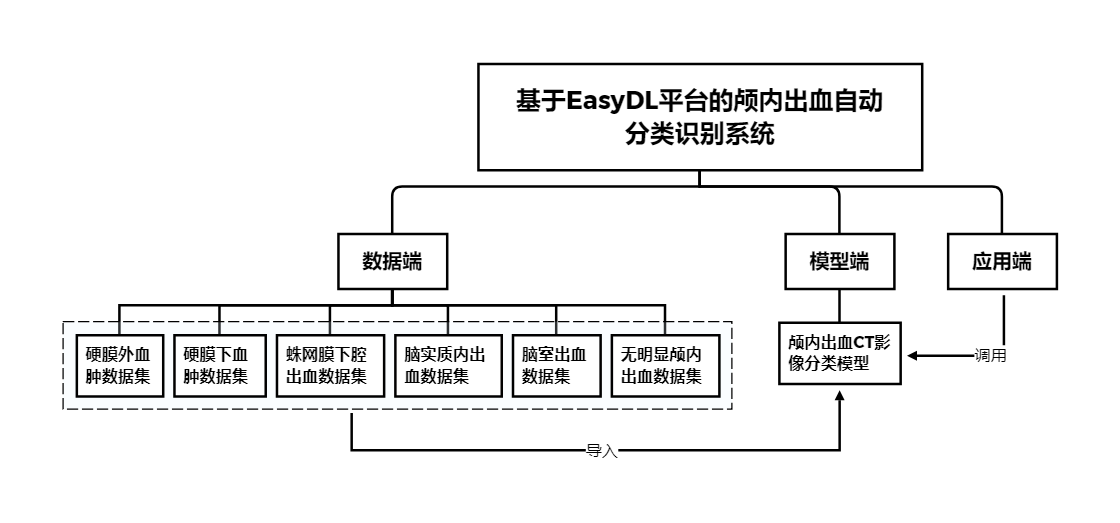 基于EasyDL平台的颅内出血自动
分类识别系统
数据端
模型端
应用端
硬膜外血
肿数据集
硬膜下血
肿数据集
蛛网膜下腔
出血数据集
脑实质内出
血数据集
脑室出血
数据集
无明显颅内
出血数据集
颅内出血CT影
像分类模型
调用
导入